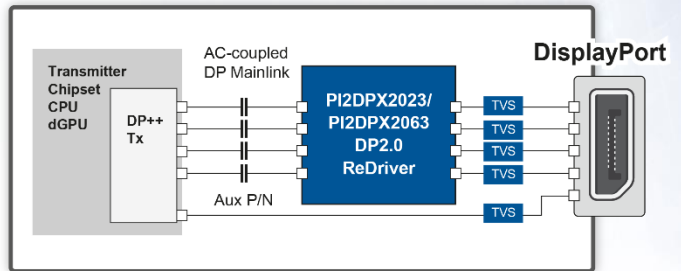 AC-coupled
DP Mainlink
DisplayPort
Transmitter
Chipset
CPU
dGPU
DP++
Tx
PI2DPX2023/
PI2DPX2063
DP2.0
ReDriver
TVS
TVS
TVS
TVS
Aux P/N
TVS